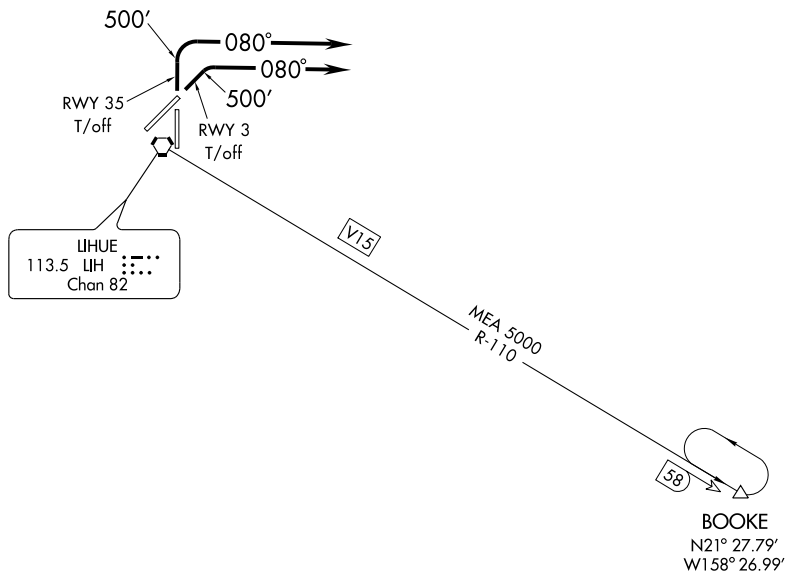 500′
080°
080°
500′
RWY 35
T/off
RWY 3
T/off
LIHUE
113.5 LIH
Chan 82
V15
MEA 5000
R-110
58
BOOKE
N21° 27.79′
W158° 26.99′